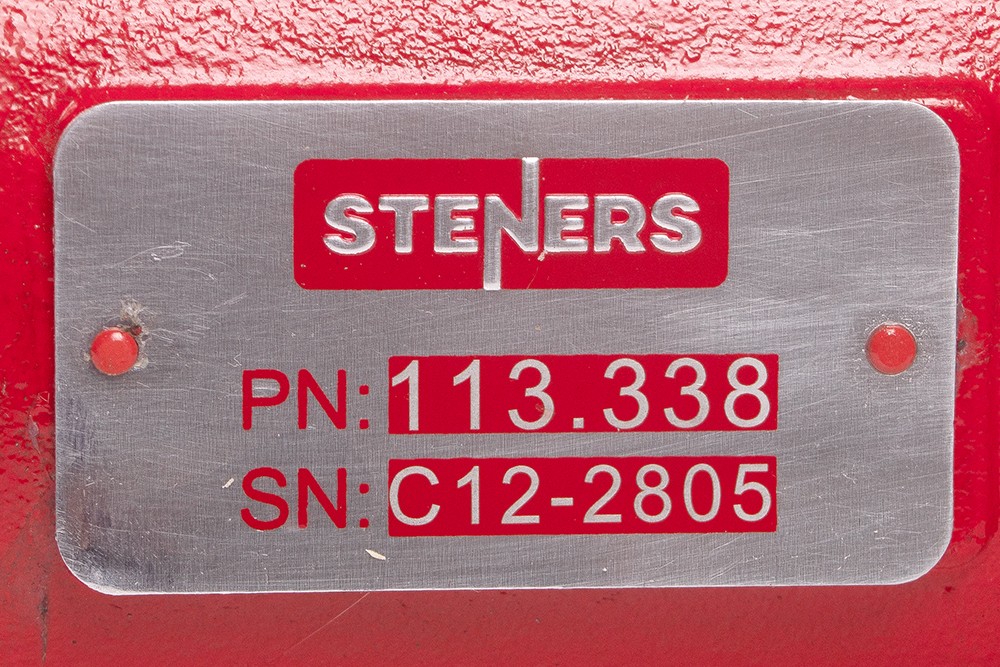 STENERS
PN: 113.338
SN: C12-2805